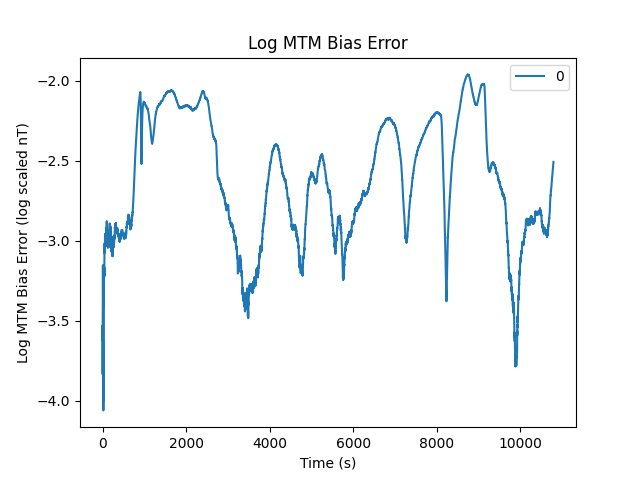 Log MTM Bias Error
0
Log MTM Bias Error (log scaled nT)
−2.0
−2.5
−3.0
−3.5
−4.0
0 2000 4000 6000 8000 10000
Time (s)